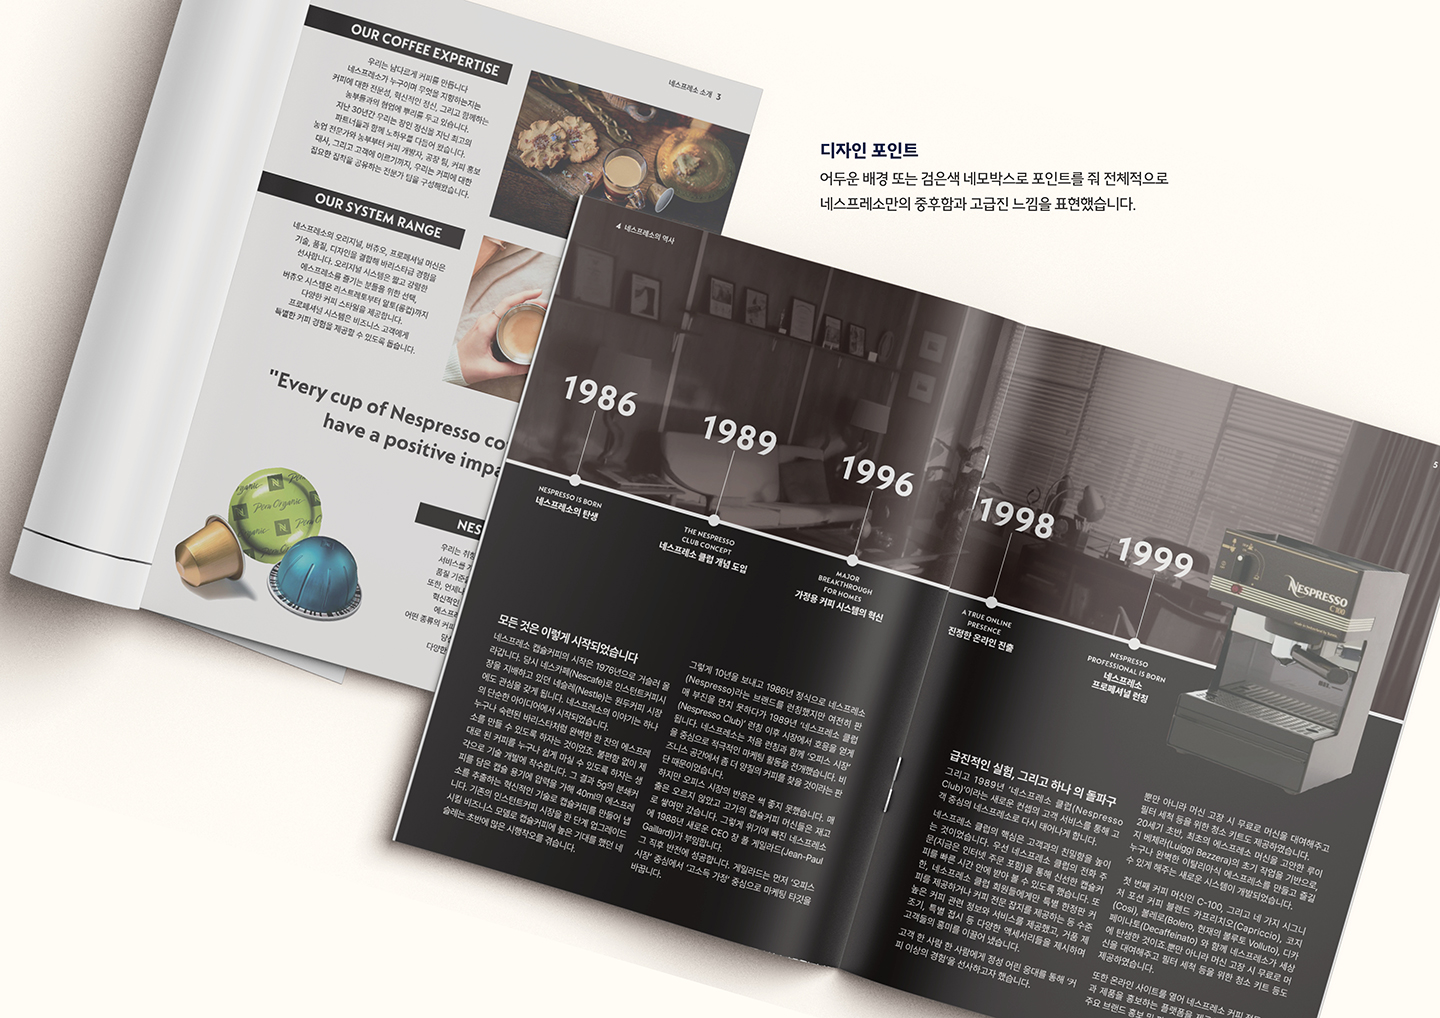 OUR COFFEE EXPERTISE
우리는 남다르게 커피를 만듭니다
네스프레소가 누구이며 무엇을 지향하는지는
커피에 대한 전문성, 혁신적인 정신, 그리고 함께하는
농부들과의 협업에 뿌리를 두고 있습니다.
지난 30년간 우리는 장인 정신을 지닌 최고의
파트너들과 함께 노하우를 다듬어 왔습니다.
농업 전문가와 농부부터 커피 개발자, 공장 팀, 커피 홍보
대사, 그리고 고객에 이르기까지, 우리는 커피에 대한
집요한 집착을 공유하는 전문가 팀을 구성해왔습니다.
네스프레소 소개 3
OUR SYSTEM RANGE
네스프레소의 오리지널, 버츄오, 프로페셔널 머신은
기술, 품질, 디자인을 결합해 바리스타급 경험을
선사합니다. 오리지널 시스템은 짧고 강렬한
에스프레소를 즐기는 분들을 위한 선택,
버츄오 시스템은 리스트레토부터 알토(롱컵)까지
다양한 커피 스타일을 제공합니다.
프로페셔널 시스템은 비즈니스 고객에게
특별한 커피 경험을 제공할 수 있도록 돕습니다.
"Every cup of Nespresso
have a positive
Peru Organic
NES
우리는
품질
또한, 언제나
혁신적인
어떤 종류의
다양한
디자인 포인트
어두운 배경 또는 검은색 네모박스로 포인트를 줘 전체적으로
네스프레소만의 중후함과 고급진 느낌을 표현했습니다.
4 네스프레소의 역사
5
1986
NESPRESSO IS BORN
네스프레소의 탄생
1989
THE NESPRESSO
CLUB CONCEPT
네스프레소 클럽 개념 도입
1996
MAJOR
BREAKTHROUGH
FOR HOMES
가정용 커피 시스템의 혁신
1998
A TRUE ONLINE
PRESENCE
진정한 온라인 진출
1999
NESPRESSO
PROFESSIONAL IS BORN
네스프레소
프로페셔널 런칭
NESPRESSO
C100
모든 것은 이렇게 시작되었습니다
네스프레소 캡슐커피의 시작은 1976년으로 거슬러 올
라갑니다. 당시 네스카페(Nescafe)로 인스턴트커피시
장을 지배하고 있던 네슬레(Nestle)는 원두커피 시장
에도 관심을 갖게 됩니다. 네스프레소의 이야기는 하나
의 단순한 아이디어에서 시작되었습니다.
누구나 숙련된 바리스타처럼 완벽한 한 잔의 에스프레
소를 만들 수 있도록 하자는 것이었죠. 불편함 없이 제
대로 된 커피를 누구나 쉽게 마실 수 있도록 하자는 생
각으로 기술 개발에 착수합니다. 그 결과 5g의 분쇄커
피를 담은 캡슐 용기에 압력을 가해 40ml의 에스프레
소를 추출하는 혁신적인 기술로 캡슐커피를 만들어 냅
니다. 기존의 인스턴트커피 시장을 한 단계 업그레이드
시킬 비즈니스 모델로 캡슐커피에 높은 기대를 했던 네
슬레는 초반에 많은 시행착오를 겪습니다.
그렇게 10년을 보내고 1986년 정식으로 네스프레소
(Nespresso)라는 브랜드를 런칭했지만 여전히 판
매 부진을 면치 못하다가 1989년 '네스프레소 클럽
(Nespresso Club)' 런칭 이후 시장에서 호응을 얻게
됩니다. 네스프레소는 처음 런칭과 함께 '오피스 시장'
을 중심으로 적극적인 마케팅 활동을 전개했습니다. 비
즈니스 공간에서 좀 더 양질의 커피를 찾을 것이라는 판
단 때문이었습니다.
하지만 오피스 시장의 반응은 썩 좋지 못했습니다. 매
출은 오르지 않았고 고가의 캡슐커피 머신들은 재고
로 쌓여만 갔습니다. 그렇게 위기에 빠진 네스프레소
에 1988년 새로운 CEO 장 폴 게일라드(Jean-Paul
Gaillard)가 부임합니다.
그 직후 반전에 성공합니다. 게일라드는 먼저 '오피스
시장' 중심에서 '고소득 가정' 중심으로 마케팅 타깃을
바꿉니다.
급진적인 실험, 그리고 하나 의 돌파구
그리고 1989년 '네스프레소 클럽(Nespresso
Club)'이라는 새로운 컨셉의 고객 서비스를 통해 고
객 중심의 네스프레소로 다시 태어나게 합니다.
네스프레소 클럽의 핵심은 고객과의 친밀함을 높이
는 것이었습니다. 우선 네스프레소 클럽의 전화 주
문(지금은 인터넷 주문 포함)을 통해 신선한 캡슐커
피를 빠른 시간 안에 받아 볼 수 있도록 했습니다. 또
한, 네스프레소 클럽 회원들에게만 특별 한정판 커
피를 제공하거나 커피 전문 잡지를 제공하는 등 수준
높은 커피 관련 정보와 서비스를 제공했고, 거품 제
조기, 특별 접시 등 다양한 액세서리들을 제시하며
고객들의 흥미를 이끌어 냈습니다.
고객 한 사람 한 사람에게 정성 어린 응대를 통해 '커
피 이상의 경험'을 선사하고자 했습니다.
뿐만 아니라 머신 고장 시 무료로 머신을 대여해주고
필터 세척 등을 위한 청소 키트도 제공하였습니다.
20세기 초반, 최초의 에스프레소 머신을 고안한 루이
지 베체라(Luiggi Bezzera)의 초기 작업을 기반으로,
누구나 완벽한 이탈리아식 에스프레소를 만들고 즐길
수 있게 해주는 새로운 시스템이 개발되었습니다.
첫 번째 커피 머신인 C-100, 그리고 네 가지 시그니
처 포션 커피 블렌드 카프리치오(Capriccio), 코지
(Cosi), 볼레로(Bolero, 현재의 볼루토 Volluto), 디카
페이나토(Decaffeinato) 와 함께 네스프레소가 세상
에 탄생한 것이죠.뿐만 아니라 머신 고장 시 무료로 머
신을 대여해주고 필터 세척 등을 위한 청소 키트 등도
제공하였습니다.
또한 온라인 사이트를 열어 네스프레소 커피
과 제품을 홍보하는 플랫폼을
주요 브랜드 홍보 및